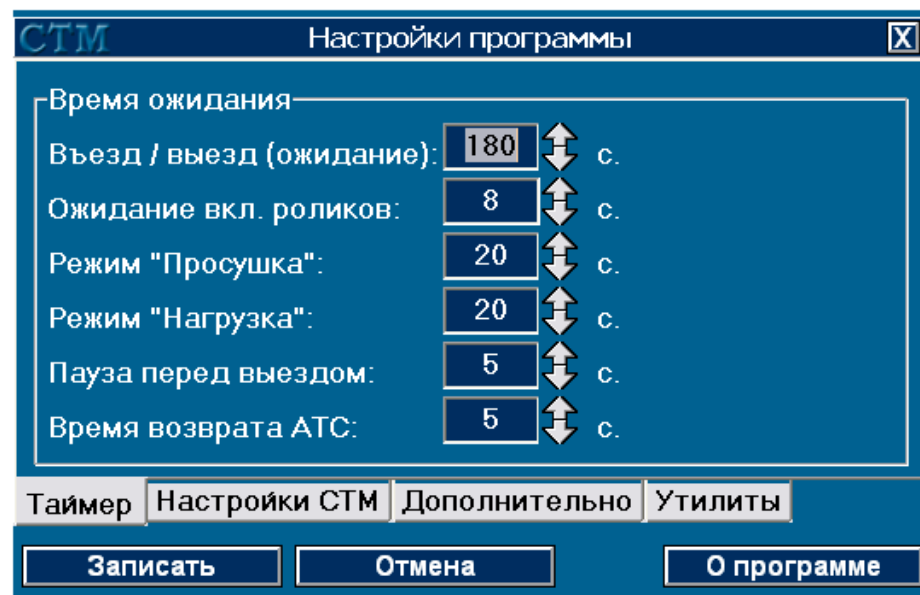 СТМ Настройки программы X
Время ожидания
Въезд / выезд (ожидание): 180 с.
Ожидание вкл. роликов: 8 с.
Режим "Просушка": 20 с.
Режим "Нагрузка": 20 с.
Пауза перед выездом: 5 с.
Время возврата АТС: 5 с.
Таймер Настройки СТМ Дополнительно Утилиты
Записать Отмена О программе